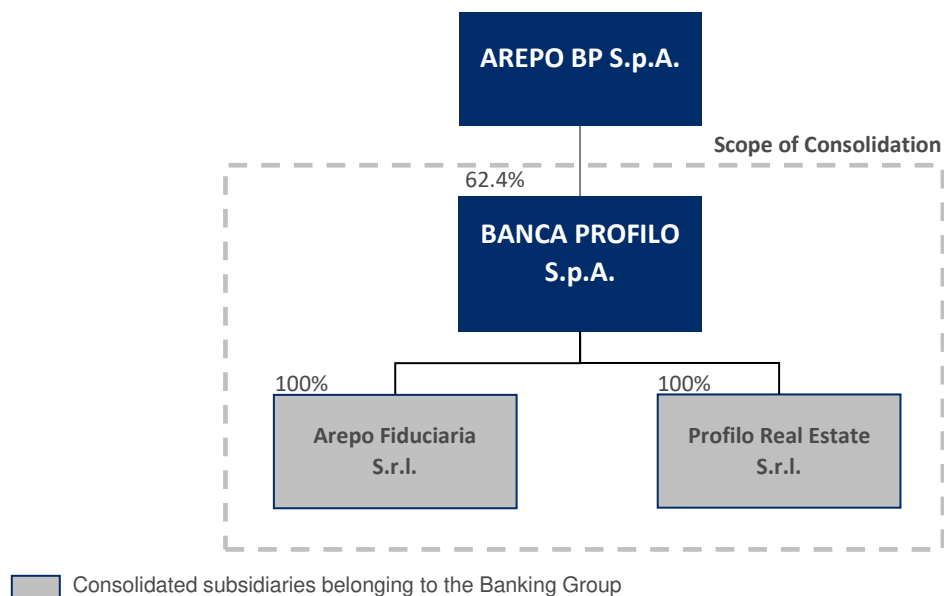 AREPO BP S.p.A.
Scope of Consolidation
62.4%
BANCA PROFILO
S.p.A.
100%
100%
Arepo Fiduciaria
S.r.l.
Profilo Real Estate
S.r.l.
Consolidated subsidiaries belonging to the Banking Group